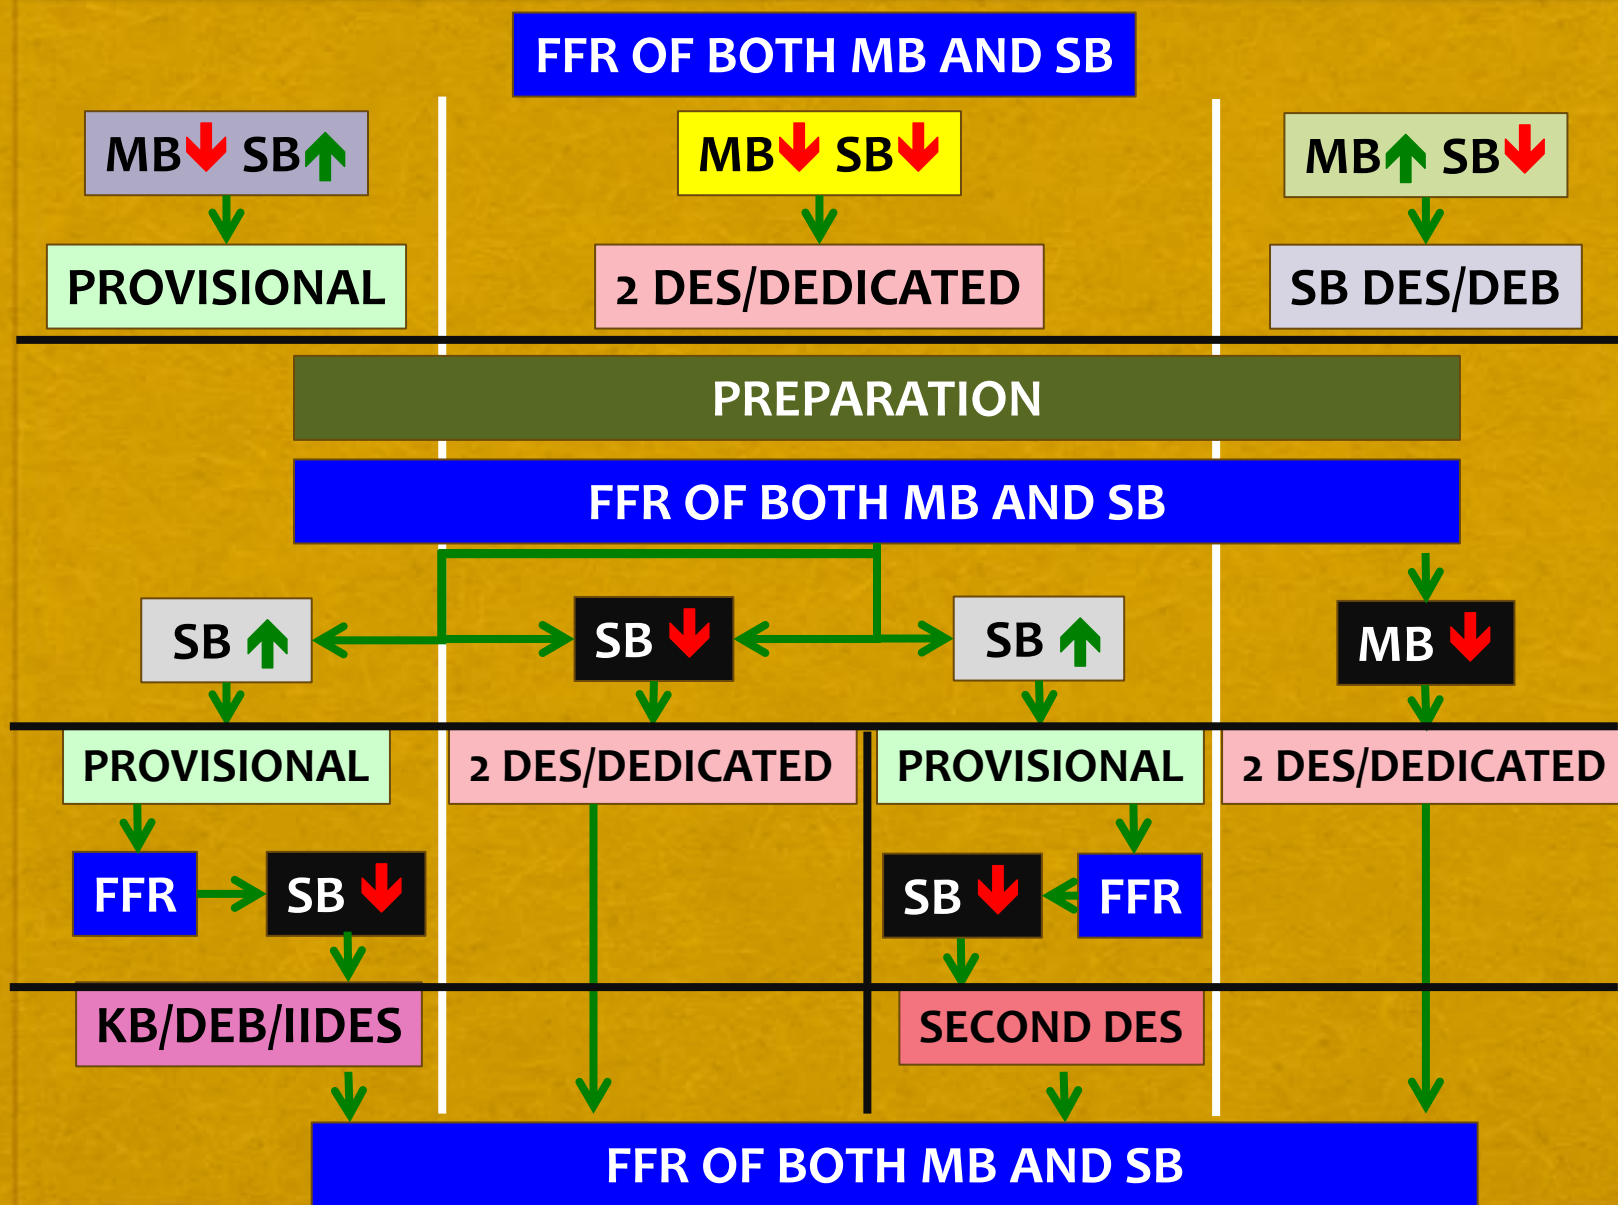 FFR OF BOTH MB AND SB
MB SB
MB SB
MB SB
PROVISIONAL
2 DES/DEDICATED
SB DES/DEB
PREPARATION
FFR OF BOTH MB AND SB
SB
SB
SB
MB
PROVISIONAL
2 DES/DEDICATED
PROVISIONAL
2 DES/DEDICATED
FFR
SB
SB
FFR
KB/DEB/IIDES
SECOND DES
FFR OF BOTH MB AND SB